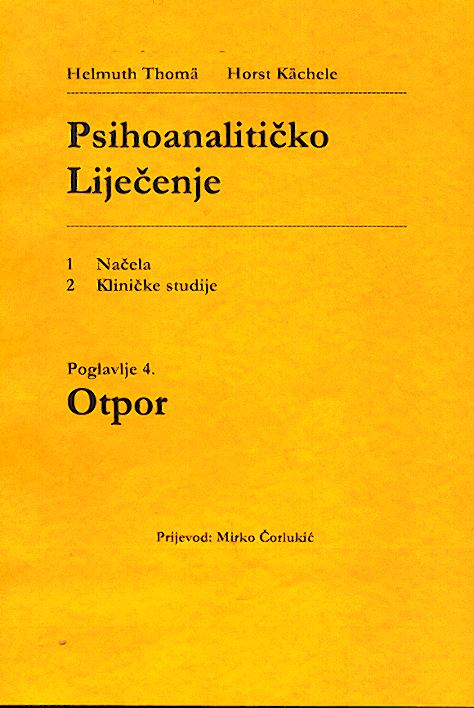 Helmuth Thomä Horst Kächele
Psihoanalitičko
Liječenje
1 Načela
2 Kliničke studije
Poglavlje 4.
Otpor
Prijevod: Mirko Čorlukić